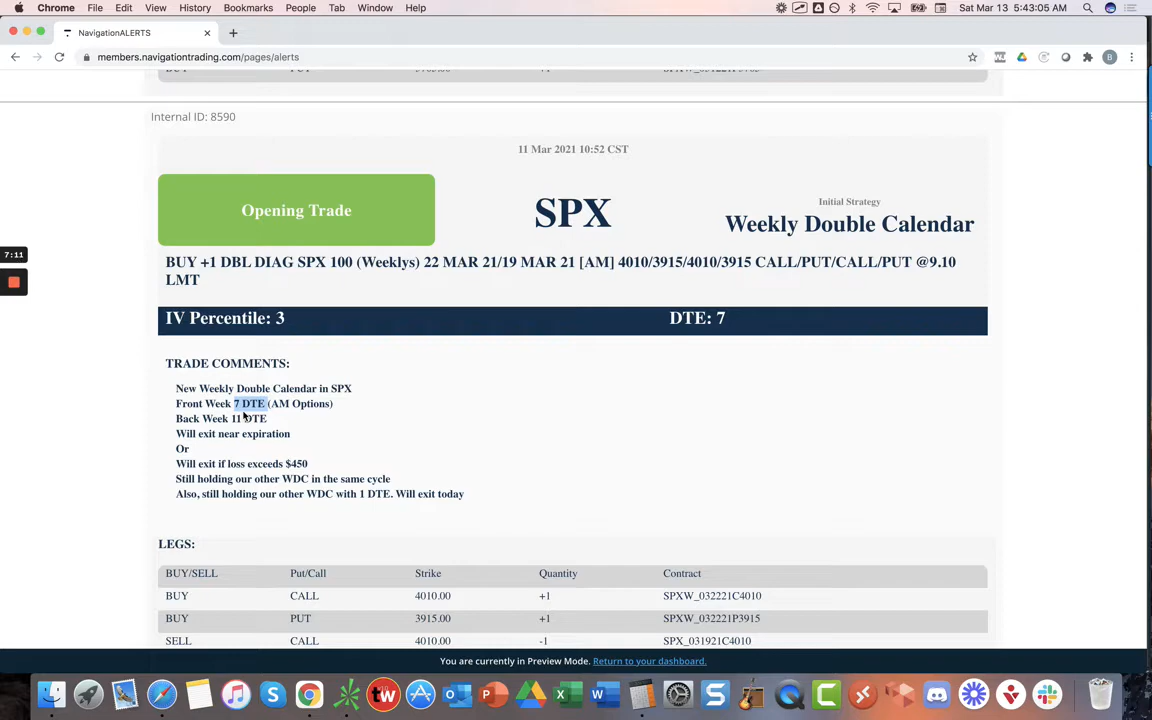 Chrome File Edit View History Bookmarks People Tab Window Help Sat Mar 13 5:43:05 AM
NavigationALERTS
members.navigationtrading.com/pages/alerts
Internal ID: 8590
11 Mar 2021 10:52 CST
Opening Trade
SPX
Initial Strategy
Weekly Double Calendar
BUY +1 DBL DIAG SPX 100 (Weeklys) 22 MAR 21/19 MAR 21 [AM] 4010/3915/4010/3915 CALL/PUT/CALL/PUT @9.10
LMT
7:11
IV Percentile: 3 DTE: 7
TRADE COMMENTS:
New Weekly Double Calendar in SPX
Front Week 7 DTE (AM Options)
Back Week 11 DTE
Will exit near expiration
Or
Will exit if loss exceeds $450
Still holding our other WDC in the same cycle
Also, still holding our other WDC with 1 DTE. Will exit today
LEGS:
BUY/SELL Put/Call Strike Quantity Contract
BUY CALL 4010.00 +1 SPXW_032221C4010
BUY PUT 3915.00 +1 SPXW_032221P3915
SELL CALL 4010.00 -1 SPX_031921C4010
You are currently in Preview Mode. Return to your dashboard.